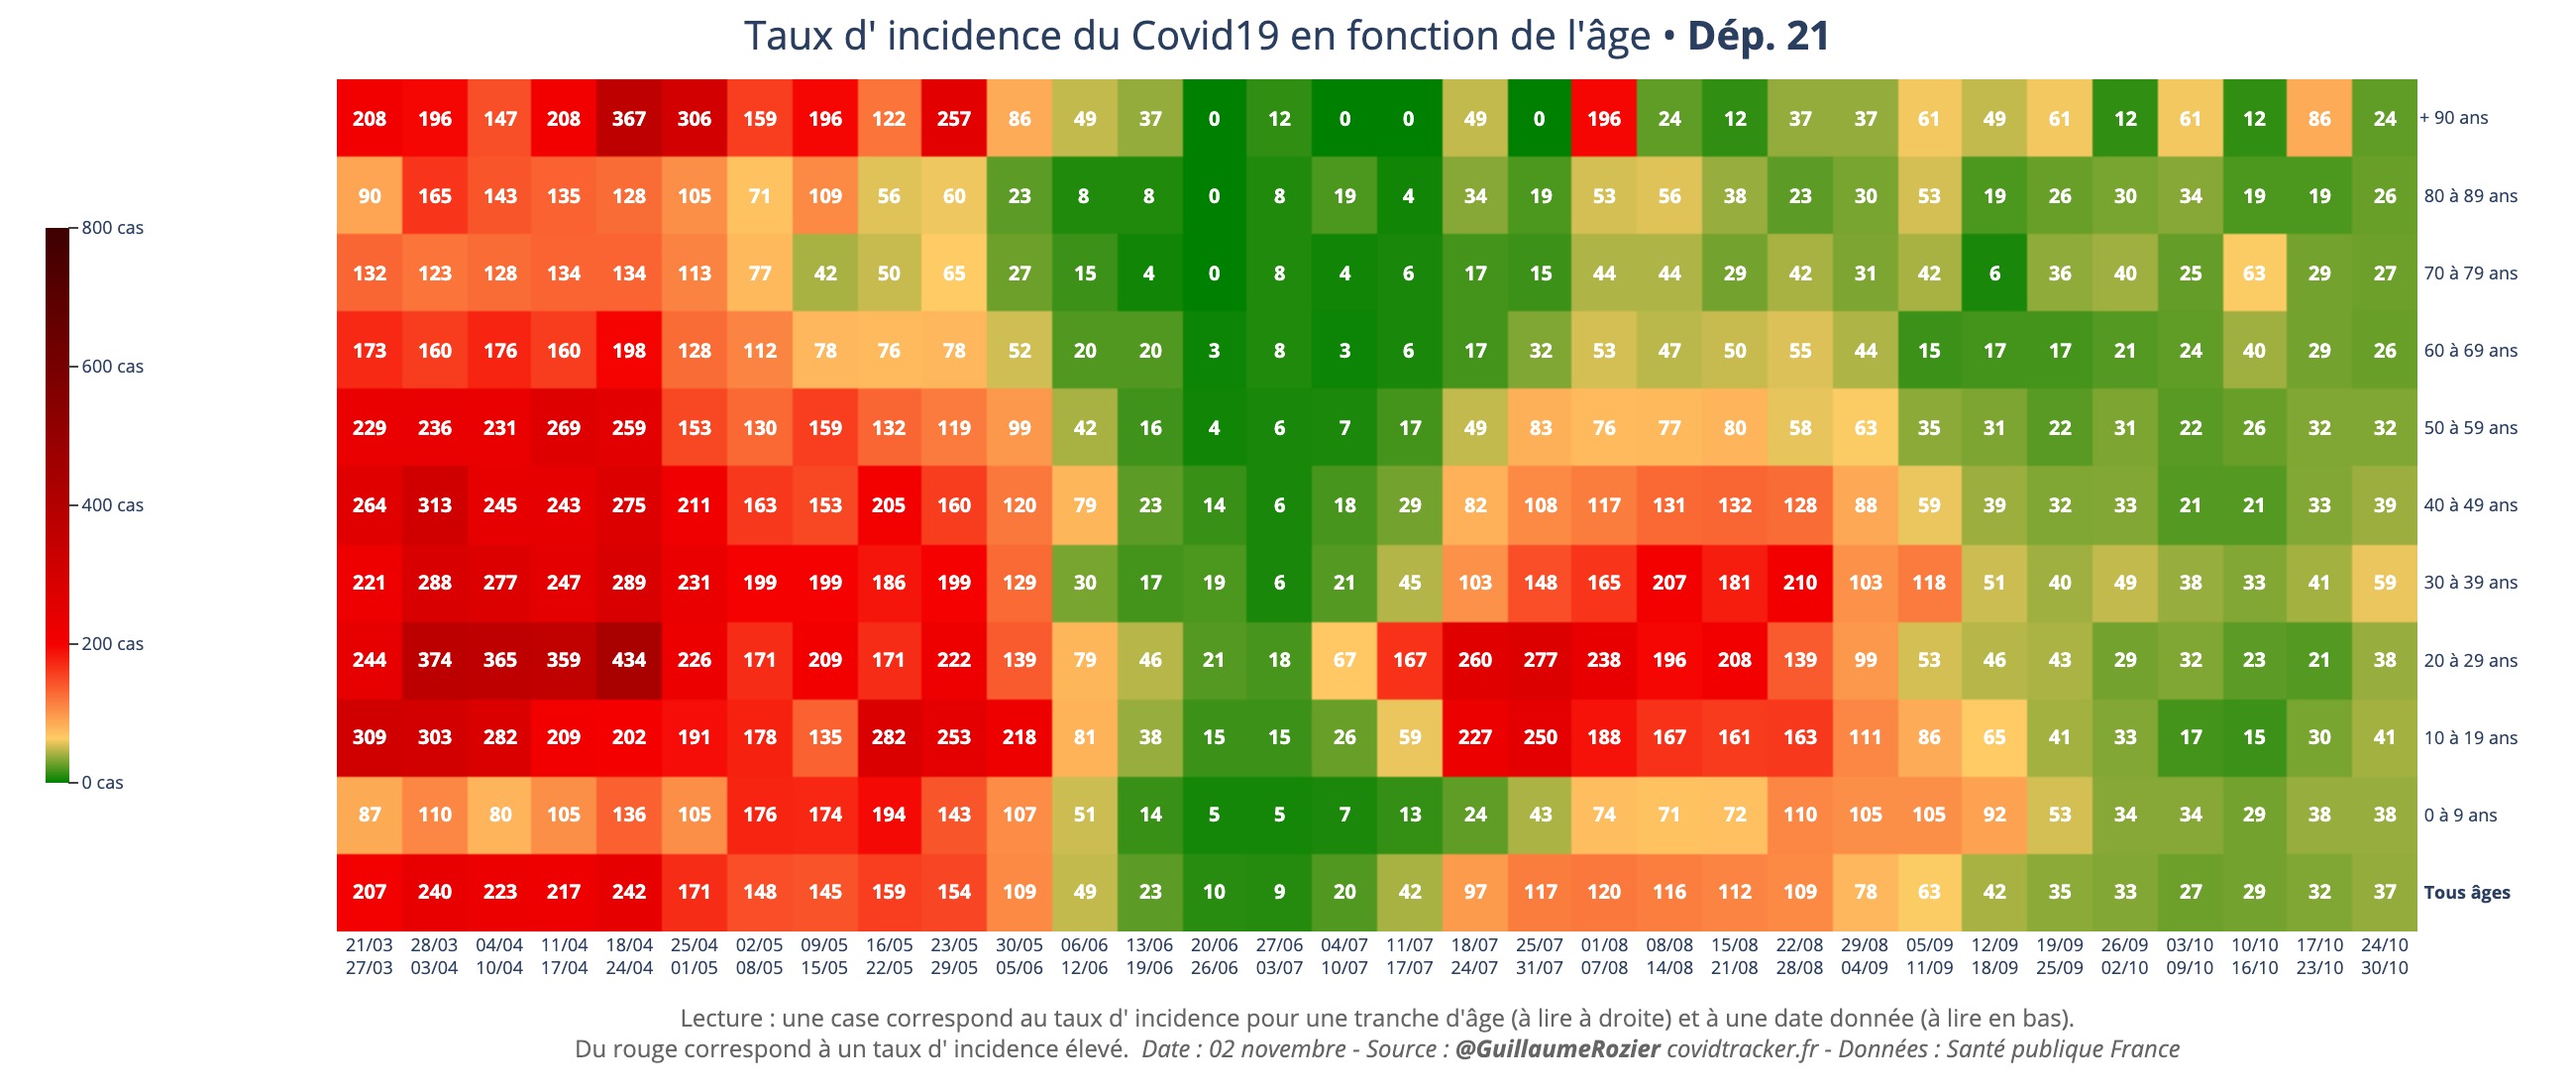 Taux d' incidence du Covid19 en fonction de l'âge • Dép. 21
800 cas
600 cas
400 cas
200 cas
0 cas
208 196 147 208 367 306 159 196 122 257 86 49 37 0 12 0 0 49 0 196 24 12 37 37 61 49 61 12 61 12 86 24 + 90 ans
90 165 143 135 128 105 71 109 56 60 23 8 8 0 8 19 4 34 19 53 56 38 23 30 53 19 26 30 34 19 19 26 80 à 89 ans
132 123 128 134 134 113 77 42 50 65 27 15 4 0 8 4 6 17 15 44 44 29 42 31 42 6 36 40 25 63 29 27 70 à 79 ans
173 160 176 160 198 128 112 78 76 78 52 20 20 3 8 3 6 17 32 53 47 50 55 44 15 17 17 21 24 40 29 26 60 à 69 ans
229 236 231 269 259 153 130 159 132 119 99 42 16 4 6 7 17 49 83 76 77 80 58 63 35 31 22 31 22 26 32 32 50 à 59 ans
264 313 245 243 275 211 163 153 205 160 120 79 23 14 6 18 29 82 108 117 131 132 128 88 59 39 32 33 21 21 33 39 40 à 49 ans
221 288 277 247 289 231 199 199 186 199 129 30 17 19 6 21 45 103 148 165 207 181 210 103 118 51 40 49 38 33 41 59 30 à 39 ans
244 374 365 359 434 226 171 209 171 222 139 79 46 21 18 67 167 260 277 238 196 208 139 99 53 46 43 29 32 23 21 38 20 à 29 ans
309 303 282 209 202 191 178 135 282 253 218 81 38 15 15 26 59 227 250 188 167 161 163 111 86 65 41 33 17 15 30 41 10 à 19 ans
87 110 80 105 136 105 176 174 194 143 107 51 14 5 5 7 13 24 43 74 71 72 110 105 105 92 53 34 34 29 38 38 0 à 9 ans
207 240 223 217 242 171 148 145 159 154 109 49 23 10 9 20 42 97 117 120 116 112 109 78 63 42 35 33 27 29 32 37 Tous âges
21/03 28/03 04/04 11/04 18/04 25/04 02/05 09/05 16/05 23/05 30/05 06/06 13/06 20/06 27/06 04/07 11/07 18/07 25/07 01/08 08/08 15/08 22/08 29/08 05/09 12/09 19/09 26/09 03/10 10/10 17/10 24/10
27/03 03/04 10/04 17/04 24/04 01/05 08/05 15/05 22/05 29/05 05/06 12/06 19/06 26/06 03/07 10/07 17/07 24/07 31/07 07/08 14/08 21/08 28/08 04/09 11/09 18/09 25/09 02/10 09/10 16/10 23/10 30/10
Lecture : une case correspond au taux d' incidence pour une tranche d'âge (à lire à droite) et à une date donnée (à lire en bas).
Du rouge correspond à un taux d' incidence élevé. Date : 02 novembre - Source : @GuillaumeRozier covidtracker.fr - Données : Santé publique France